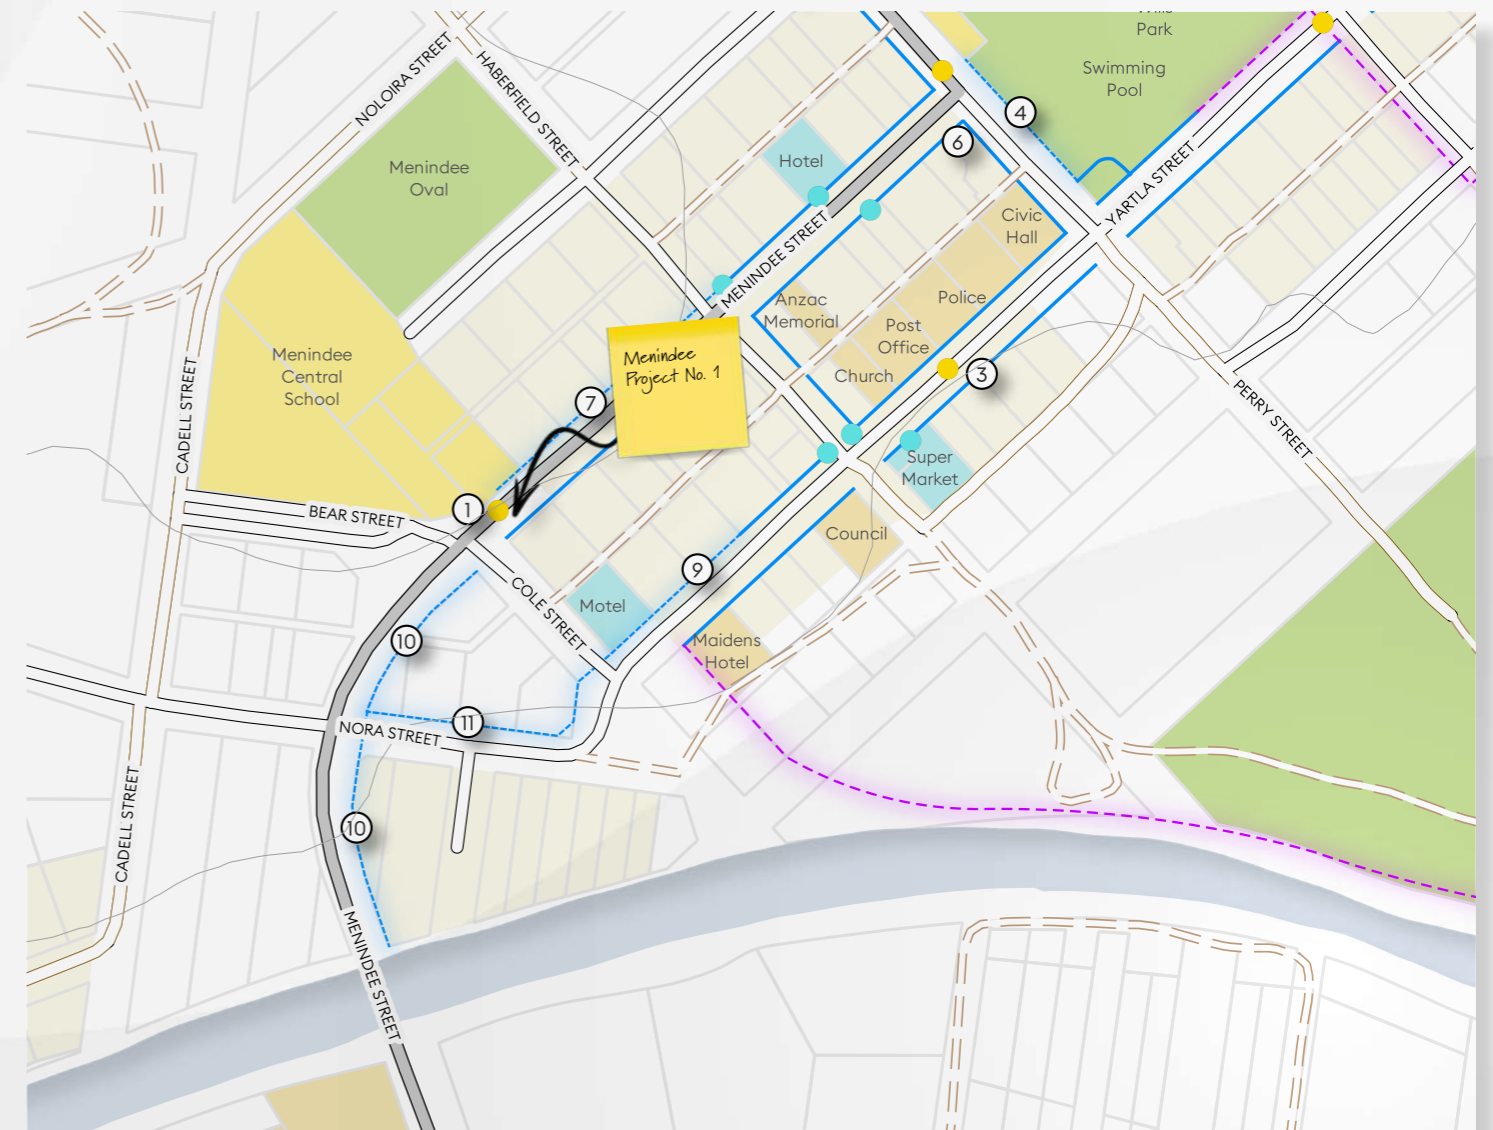 Wills
Park
Swimming
Pool
4
NOLOIRA STREET
HABERFIELD STREET
Menindee
Oval
Hotel
6
YARTLA STREET
Civic
Hall
MENINDEE STREET
Anzac
Memorial
Police
Post
Office
Church
3
Menindee
Central
School
CADELL STREET
Menindee
Project No. 1
7
PERRY STREET
Super
Market
1
BEAR STREET
Council
9
COLE STREET
Motel
10
Maidens
Hotel
11
NORA STREET
10
CADELL STREET
MENINDEE STREET